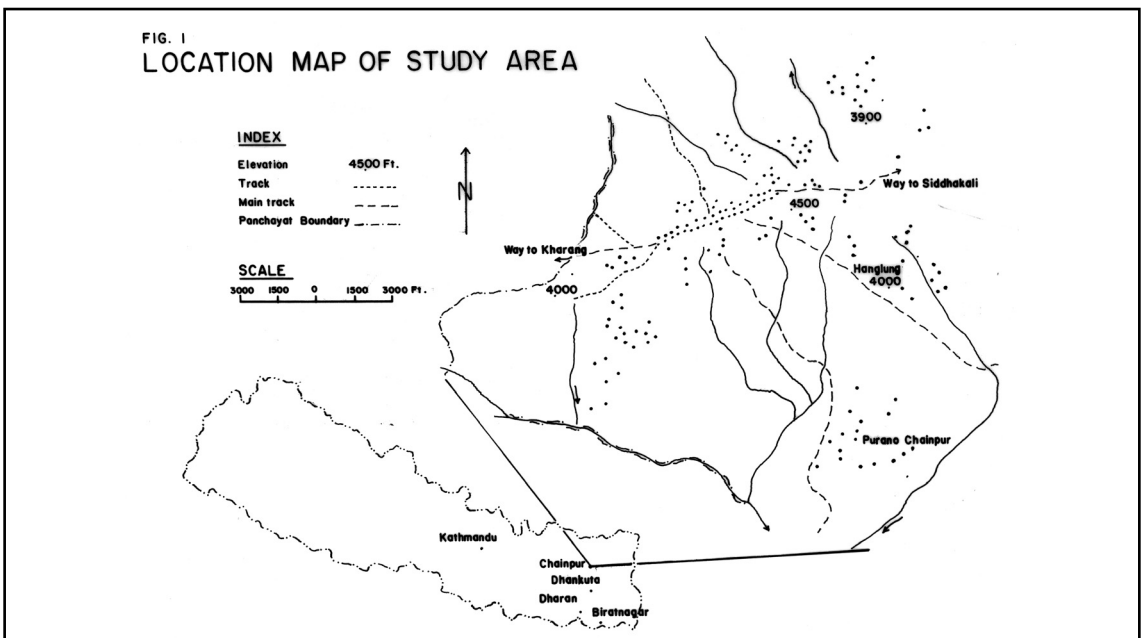 FIG. 1
LOCATION MAP OF STUDY AREA
INDEX
Elevation 4500 Ft.
Track
Main track
Panchayat Boundary
N
SCALE
3000 1500 0 1500 3000 Ft.
3900
Way to Siddhakali
4500
Way to Kharang
4000
Hanglung
4000
Purano Chainpur
Kathmandu
Chainpur
Dhankuta
Dharan
Biratnagar